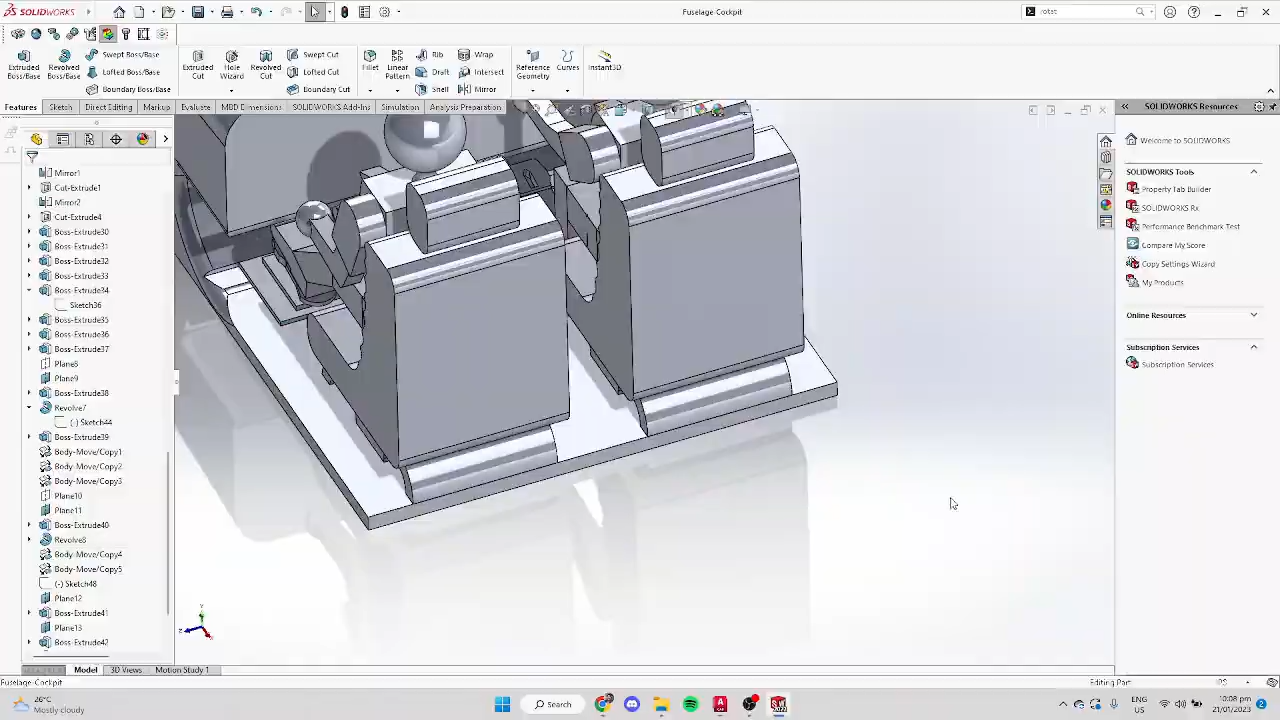 SOLIDWORKS
Fuselage Cockpit
rotat
Extruded Boss/Base
Revolved Boss/Base
Swept Boss/Base
Lofted Boss/Base
Boundary Boss/Base
Extruded Cut
Hole Wizard
Revolved Cut
Swept Cut
Lofted Cut
Boundary Cut
Fillet
Linear Pattern
Rib
Draft
Shell
Wrap
Intersect
Mirror
Reference Geometry
Curves
Instant3D
Features
Sketch
Direct Editing
Markup
Evaluate
MBD Dimensions
SOLIDWORKS Add-Ins
Simulation
Analysis Preparation
Mirror1
Cut-Extrude1
Mirror2
Cut-Extrude4
Boss-Extrude30
Boss-Extrude31
Boss-Extrude32
Boss-Extrude33
Boss-Extrude34
Sketch36
Boss-Extrude35
Boss-Extrude36
Boss-Extrude37
Plane8
Plane9
Boss-Extrude38
Revolve7
(-) Sketch44
Boss-Extrude39
Body-Move/Copy1
Body-Move/Copy2
Body-Move/Copy3
Plane10
Plane11
Boss-Extrude40
Revolve8
Body-Move/Copy4
Body-Move/Copy5
(-) Sketch48
Plane12
Boss-Extrude41
Plane13
Boss-Extrude42
SOLIDWORKS Resources
Welcome to SOLIDWORKS
SOLIDWORKS Tools
Property Tab Builder
SOLIDWORKS Rx
Performance Benchmark Test
Compare My Score
Copy Settings Wizard
My Products
Online Resources
Subscription Services
Subscription Services
Model
3D Views
Motion Study 1
Fuselage-Cockpit
Editing Part
IPS
26°C
Mostly cloudy
Search
ENG
US
10:08 pm
21/01/2023